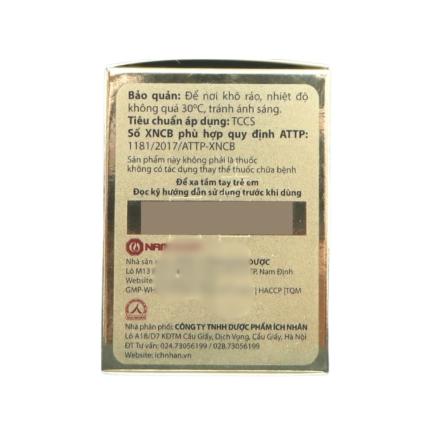 Bảo quản: Để nơi khô ráo, nhiệt độ
không quá 30ºC, tránh ánh sáng.
Tiêu chuẩn áp dụng: TCCS
Số XNCB phù hợp quy định ATTP:
1181/2017/ATTP-XNCB
Sản phẩm này không phải là thuốc
không có tác dụng thay thế thuốc chữa bệnh
Để xa tầm tay trẻ em
Đọc kỹ hướng dẫn sử dụng trước khi dùng
NAM
Nhà sản DƯỢC
Lô M13 TP. Nam Định
Website
GMP-WH | HACCP |TQM
Nhà phân phối: CÔNG TY TNHH DƯỢC PHẨM ÍCH NHÂN
Lô A18/D7 KĐTM Cầu Giấy, Dịch Vọng, Cầu Giấy, Hà Nội
ĐT Tư vấn: 024.73056199 / 028.73056199
Website: ichnhan.vn